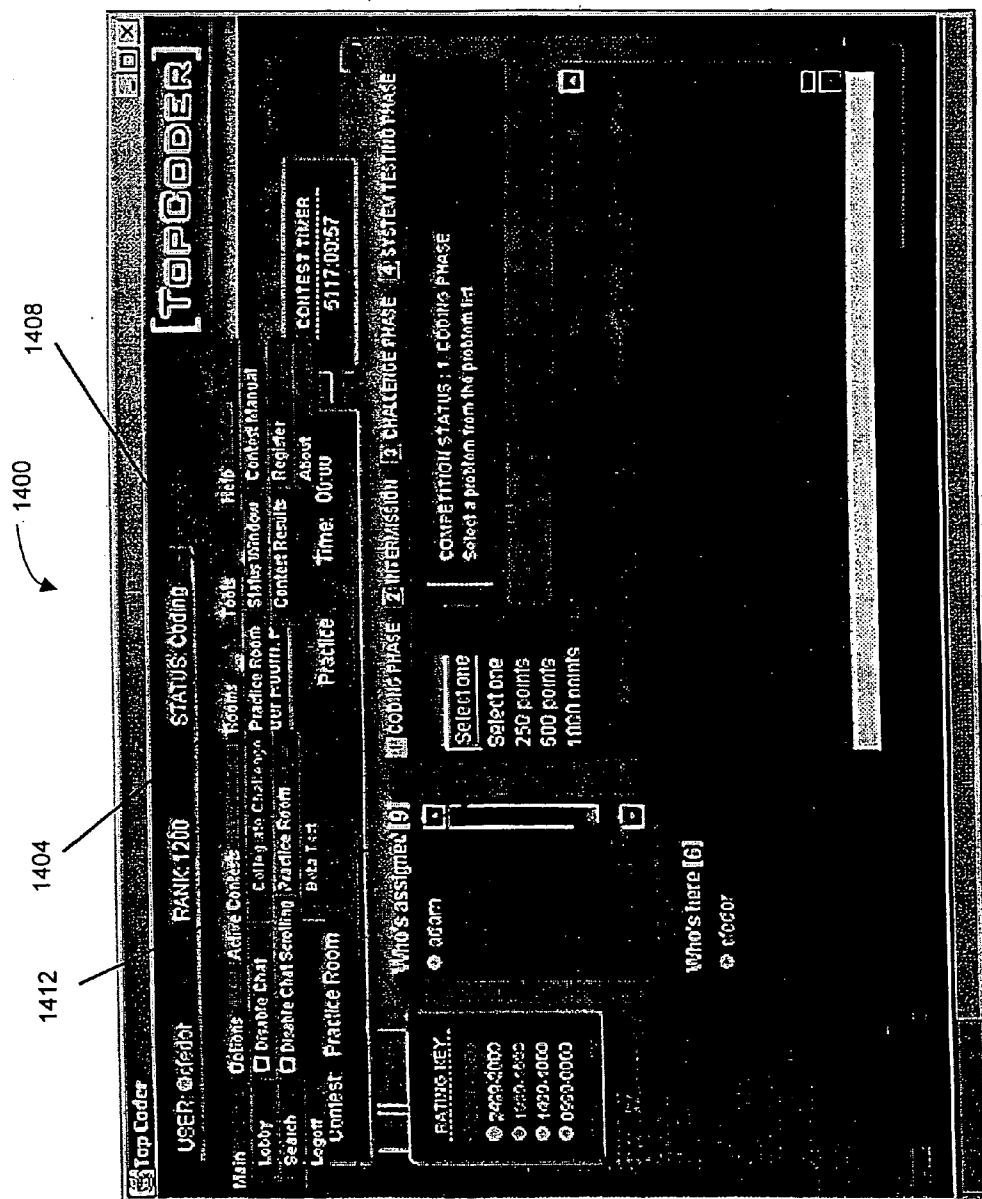 1400
1412
1404
1408
Top Coder
USER:
RANK: 1200
STATUS: Coding
[TOPCODER]
Main
Options
Active Contests
Rooms
Tools
Help
Lobby
Disable Chat
Collegiate Challenge
Practice Room
Status Window
Contest Manual
Search
Disable Chat Scrolling
Practice Room
Contest Results
Register
Logoff
Beta Test
About
Practice Room
Practice
Time: 00:00
CONTEST TIMER
5117:00:57
Who's assigned [9]
1 CODING PHASE
2 INTERMISSION
3 CHALLENGE PHASE
4 SYSTEM TESTING PHASE
RATING KEY
adam
Select one
COMPETITION STATUS: 1. CODING PHASE
Select a problem from the problem list
Select one
250 points
500 points
1000 points
Who's here [6]